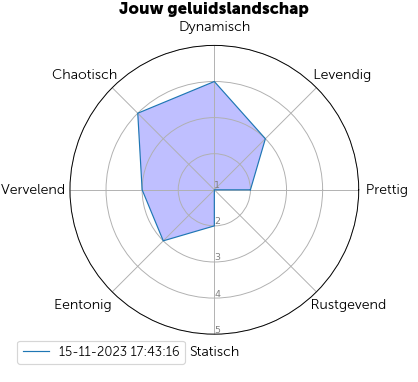 Jouw geluidslandschap
Dynamisch
Chaotisch
Levendig
Vervelend
Prettig
1
2
3
4
5
Eentonig
Rustgevend
15-11-2023 17:43:16
Statisch